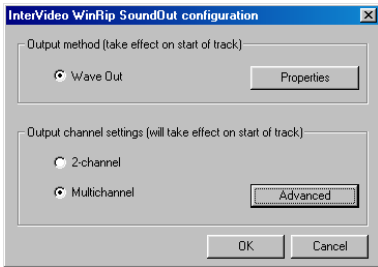 InterVideo WinRip SoundOut configuration
Output method (take effect on start of track)
Wave Out
Properties
Output channel settings (will take effect on start of track)
2-channel
Multichannel
Advanced
OK
Cancel